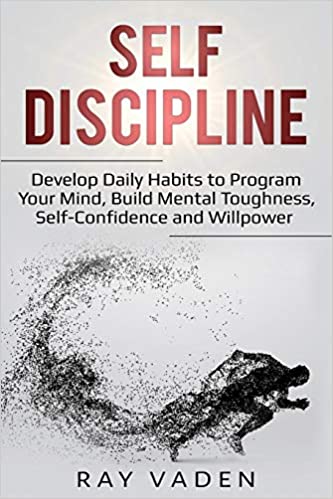 SELF
DISCIPLINE
Develop Daily Habits to Program
Your Mind, Build Mental Toughness,
Self-Confidence and Willpower
RAY VADEN